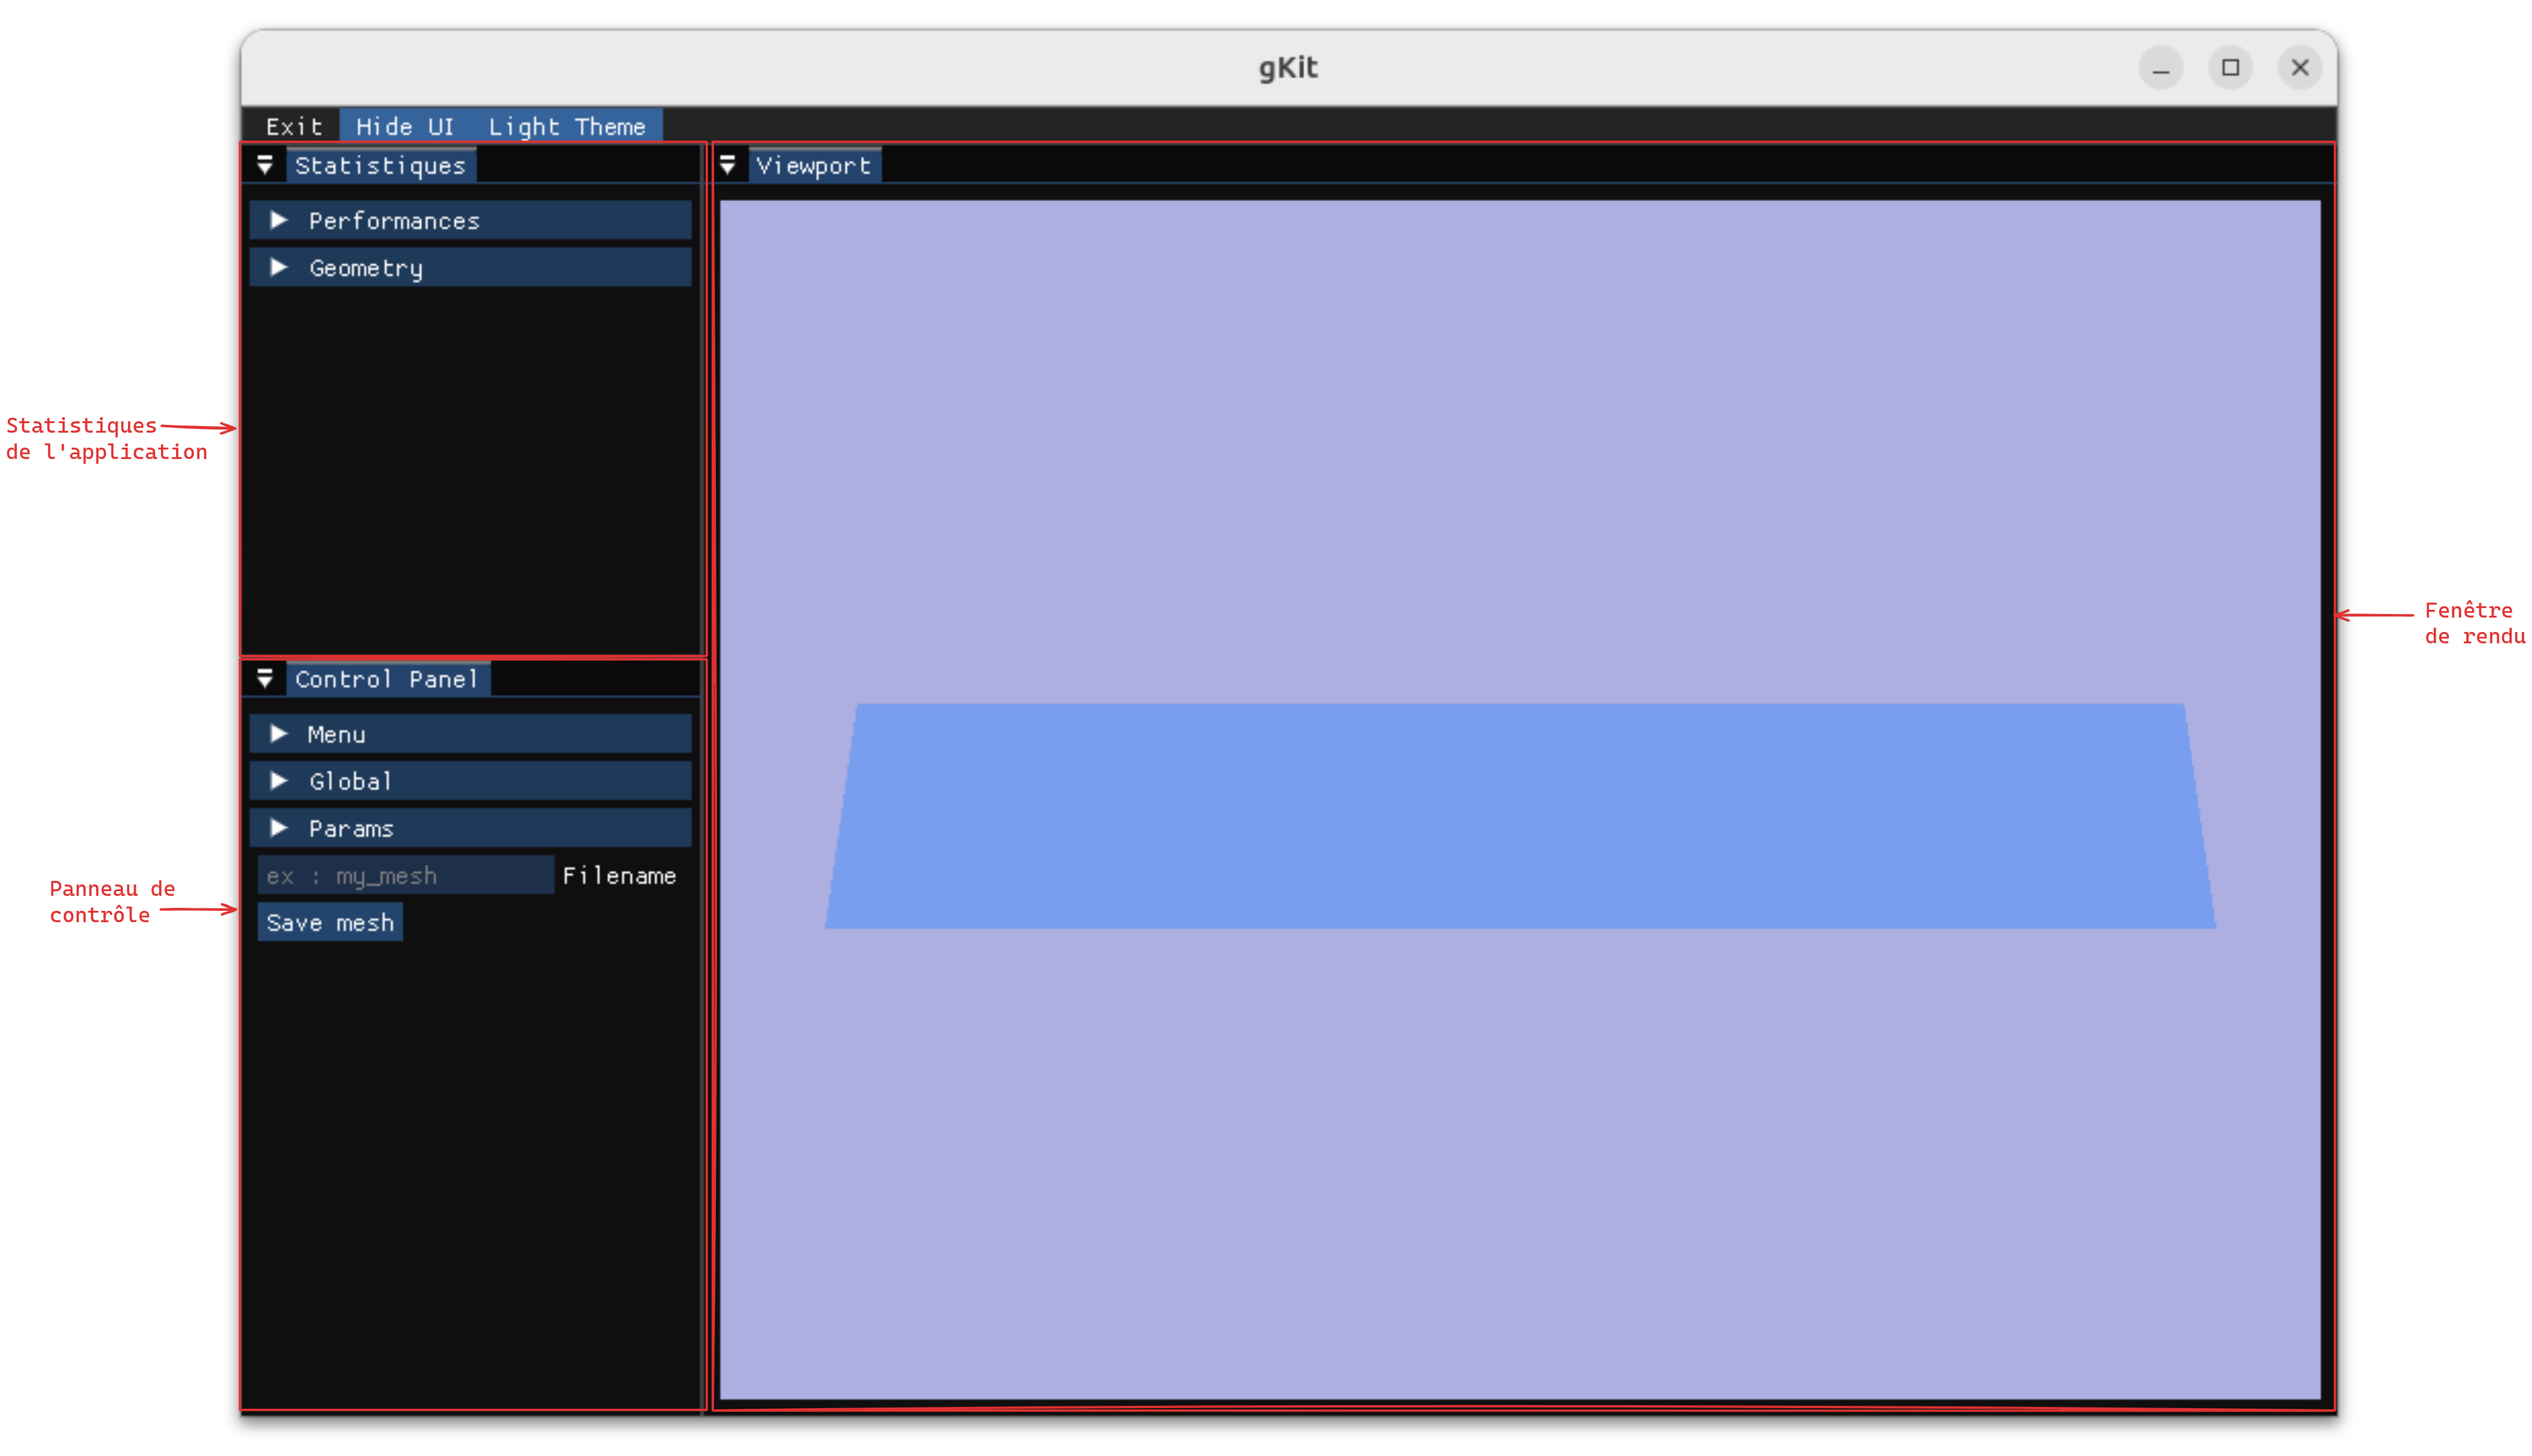 gKit
Exit Hide UI Light Theme
Statistiques
Performances
Geometry
Viewport
Statistiques
de l'application
Control Panel
Menu
Global
Params
ex : my_mesh Filename
Save mesh
Panneau de
contrôle
Fenêtre
de rendu